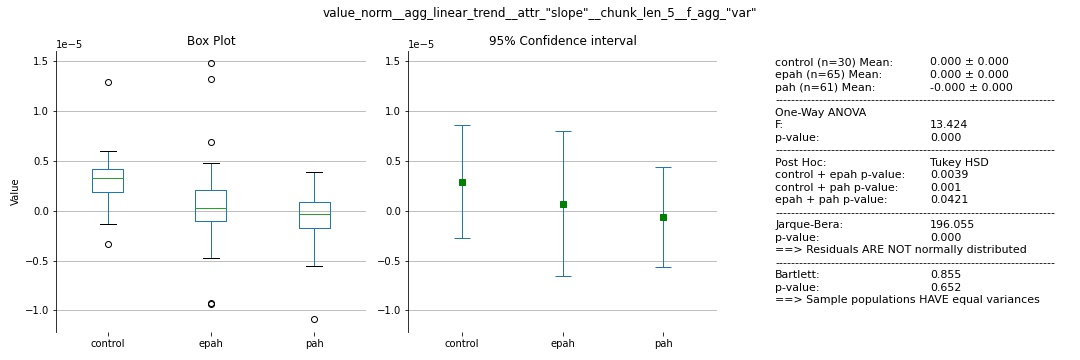 value_norm__agg_linear_trend__attr_"slope"__chunk_len_5__f_agg_"var"
Box Plot
1e−5
1.5
1.0
0.5
0.0
−0.5
−1.0
Value
control
epah
pah
95% Confidence interval
1e−5
1.5
1.0
0.5
0.0
−0.5
−1.0
control
epah
pah
control (n=30) Mean: 0.000 ± 0.000
epah (n=65) Mean: 0.000 ± 0.000
pah (n=61) Mean: -0.000 ± 0.000
One-Way ANOVA
F: 13.424
p-value: 0.000
Post Hoc: Tukey HSD
control + epah p-value: 0.0039
control + pah p-value: 0.001
epah + pah p-value: 0.0421
Jarque-Bera: 196.055
p-value: 0.000
==> Residuals ARE NOT normally distributed
Bartlett: 0.855
p-value: 0.652
==> Sample populations HAVE equal variances